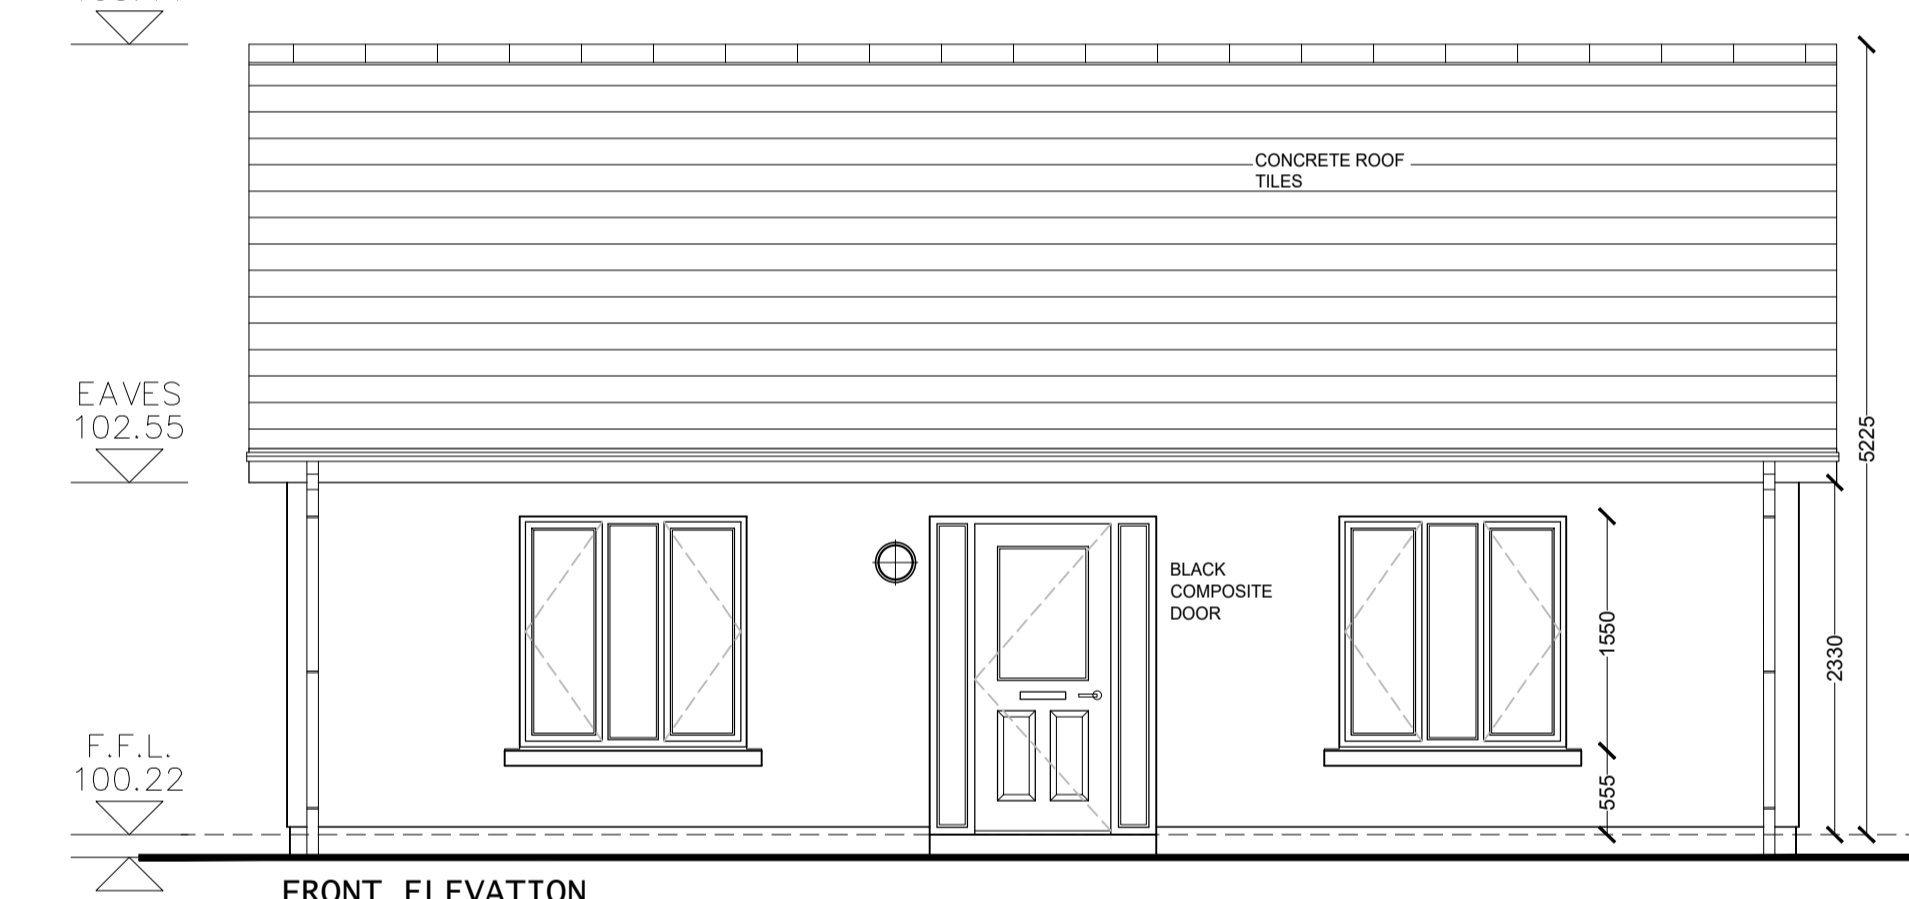 CONCRETE ROOF
TILES
EAVES
102.55
5225
BLACK
COMPOSITE
DOOR
1550
2330
F.F.L.
100.22
555
FRONT ELEVATION